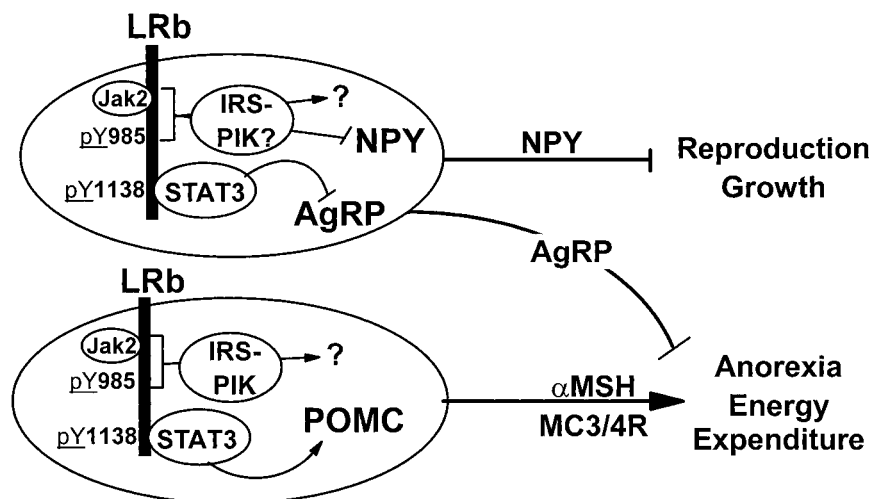 LRb
Jak2
pY985
pY1138
IRS-
PIK?
?
NPY
STAT3
AgRP
NPY
Reproduction
Growth
AgRP
LRb
Jak2
pY985
pY1138
IRS-
PIK
?
STAT3
POMC
αMSH
MC3/4R
Anorexia
Energy
Expenditure